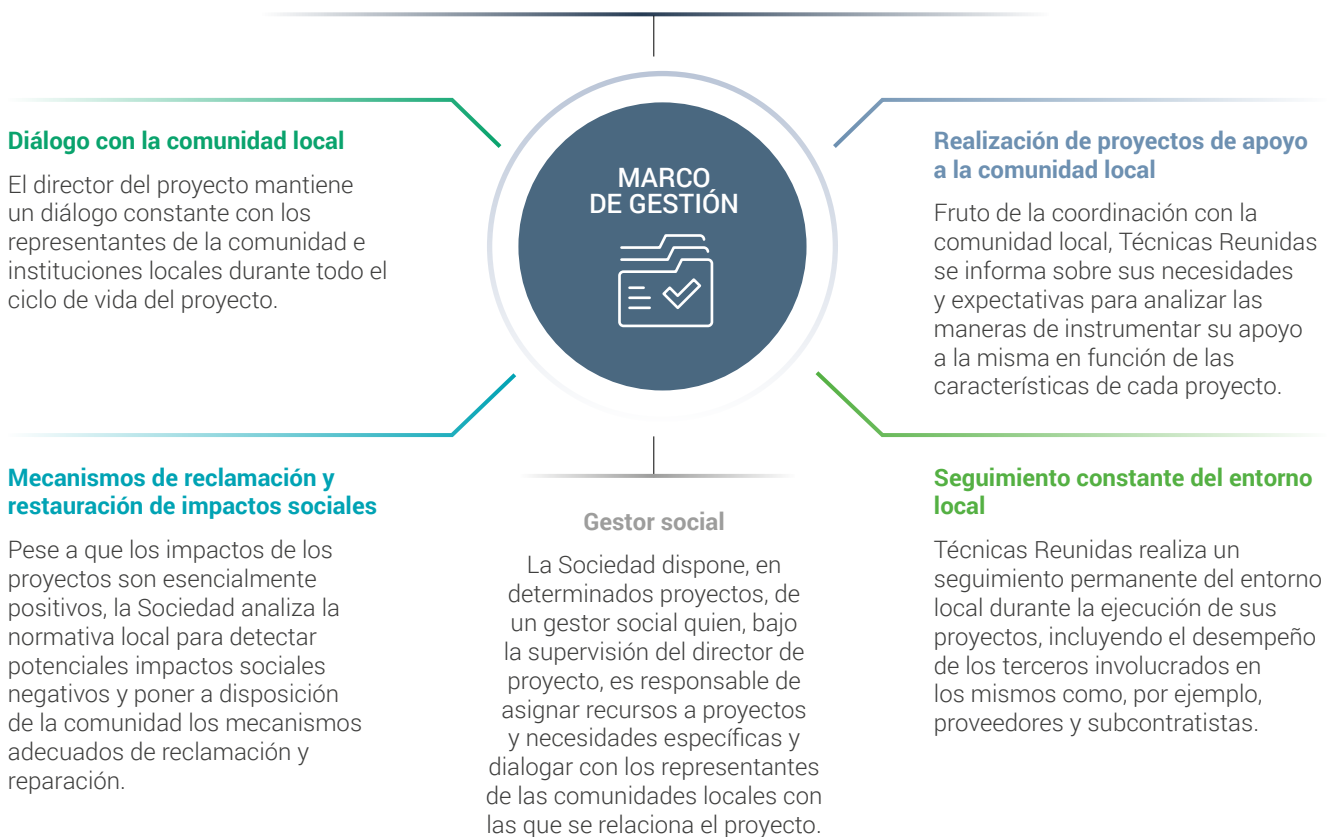 MARCO
DE GESTIÓN
Diálogo con la comunidad local
El director del proyecto mantiene
un diálogo constante con los
representantes de la comunidad e
instituciones locales durante todo el
ciclo de vida del proyecto.
Realización de proyectos de apoyo
a la comunidad local
Fruto de la coordinación con la
comunidad local, Técnicas Reunidas
se informa sobre sus necesidades
y expectativas para analizar las
maneras de instrumentar su apoyo
a la misma en función de las
características de cada proyecto.
Mecanismos de reclamación y
restauración de impactos sociales
Pese a que los impactos de los
proyectos son esencialmente
positivos, la Sociedad analiza la
normativa local para detectar
potenciales impactos sociales
negativos y poner a disposición
de la comunidad los mecanismos
adecuados de reclamación y
reparación.
Gestor social
La Sociedad dispone, en
determinados proyectos, de
un gestor social quien, bajo
la supervisión del director de
proyecto, es responsable de
asignar recursos a proyectos
y necesidades específicas y
dialogar con los representantes
de las comunidades locales con
las que se relaciona el proyecto.
Seguimiento constante del entorno
local
Técnicas Reunidas realiza un
seguimiento permanente del entorno
local durante la ejecución de sus
proyectos, incluyendo el desempeño
de los terceros involucrados en
los mismos como, por ejemplo,
proveedores y subcontratistas.